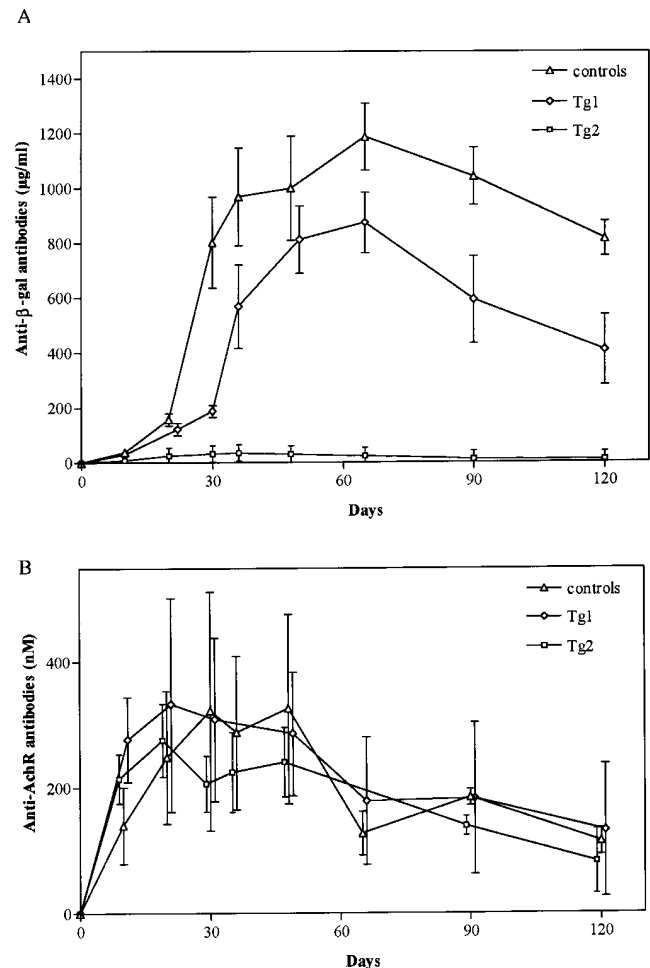 A
Anti-β-gal antibodies (µg/ml)
1400
1200
1000
800
600
400
200
0
0 30 60 90 120
Days
controls
Tg1
Tg2
B
Anti-AchR antibodies (nM)
400
200
0
0 30 60 90 120
Days
controls
Tg1
Tg2